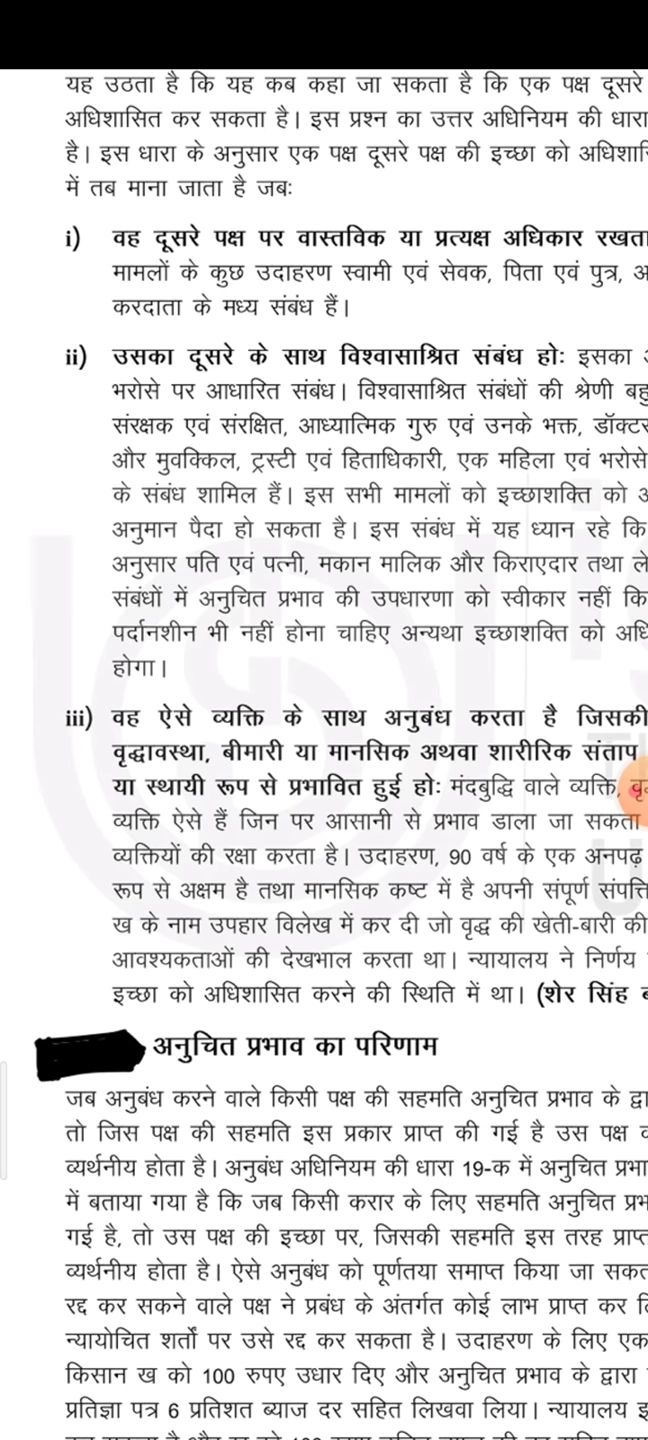 यह उठता है कि यह कब कहा जा सकता है कि एक पक्ष दूसरे
अधिशासित कर सकता है। इस प्रश्न का उत्तर अधिनियम की धारा
है। इस धारा के अनुसार एक पक्ष दूसरे पक्ष की इच्छा को
में तब माना जाता है जबः
i) वह दूसरे पक्ष पर वास्तविक या प्रत्यक्ष अधिकार रखता
मामलों के कुछ उदाहरण स्वामी एवं सेवक, पिता एवं पुत्र,
करदाता के मध्य संबंध हैं।
ii) उसका दूसरे के साथ विश्वासाश्रित संबंध होः इसका
भरोसे पर आधारित संबंध। विश्वासाश्रित संबंधों की श्रेणी
संरक्षक एवं संरक्षित, आध्यात्मिक गुरु एवं उनके भक्त, डॉक्टर
और मुवक्किल, ट्रस्टी एवं हिताधिकारी, एक महिला एवं भरोसे
के संबंध शामिल हैं। इस सभी मामलों को इच्छाशक्ति को
अनुमान पैदा हो सकता है। इस संबंध में यह ध्यान रहे कि
अनुसार पति एवं पत्नी, मकान मालिक और किराएदार तथा
संबंधों में अनुचित प्रभाव की उपधारणा को स्वीकार नहीं
पर्दानशीन भी नहीं होना चाहिए अन्यथा इच्छाशक्ति को
होगा।
iii) वह ऐसे व्यक्ति के साथ अनुबंध करता है जिसकी
वृद्धावस्था, बीमारी या मानसिक अथवा शारीरिक संताप
या स्थायी रूप से प्रभावित हुई होः मंदबुद्धि वाले व्यक्ति,
व्यक्ति ऐसे हैं जिन पर आसानी से प्रभाव डाला जा सकता
व्यक्तियों की रक्षा करता है। उदाहरण, 90 वर्ष के एक अनपढ़
रूप से अक्षम है तथा मानसिक कष्ट में है अपनी संपूर्ण संपत्ति
ख के नाम उपहार विलेख में कर दी जो वृद्ध की खेती-बारी की
आवश्यकताओं की देखभाल करता था। न्यायालय ने निर्णय
इच्छा को अधिशासित करने की स्थिति में था। (शेर सिंह
अनुचित प्रभाव का परिणाम
जब अनुबंध करने वाले किसी पक्ष की सहमति अनुचित प्रभाव के
तो जिस पक्ष की सहमति इस प्रकार प्राप्त की गई है उस पक्ष
व्यर्थनीय होता है। अनुबंध अधिनियम की धारा 19-क में अनुचित
में बताया गया है कि जब किसी करार के लिए सहमति अनुचित
गई है, तो उस पक्ष की इच्छा पर, जिसकी सहमति इस तरह
व्यर्थनीय होता है। ऐसे अनुबंध को पूर्णतया समाप्त किया जा
रद्द कर सकने वाले पक्ष ने प्रबंध के अंतर्गत कोई लाभ प्राप्त कर
न्यायोचित शर्तों पर उसे रद्द कर सकता है। उदाहरण के लिए एक
किसान ख को 100 रुपए उधार दिए और अनुचित प्रभाव के द्वारा
प्रतिज्ञा पत्र 6 प्रतिशत ब्याज दर सहित लिखवा लिया। न्यायालय